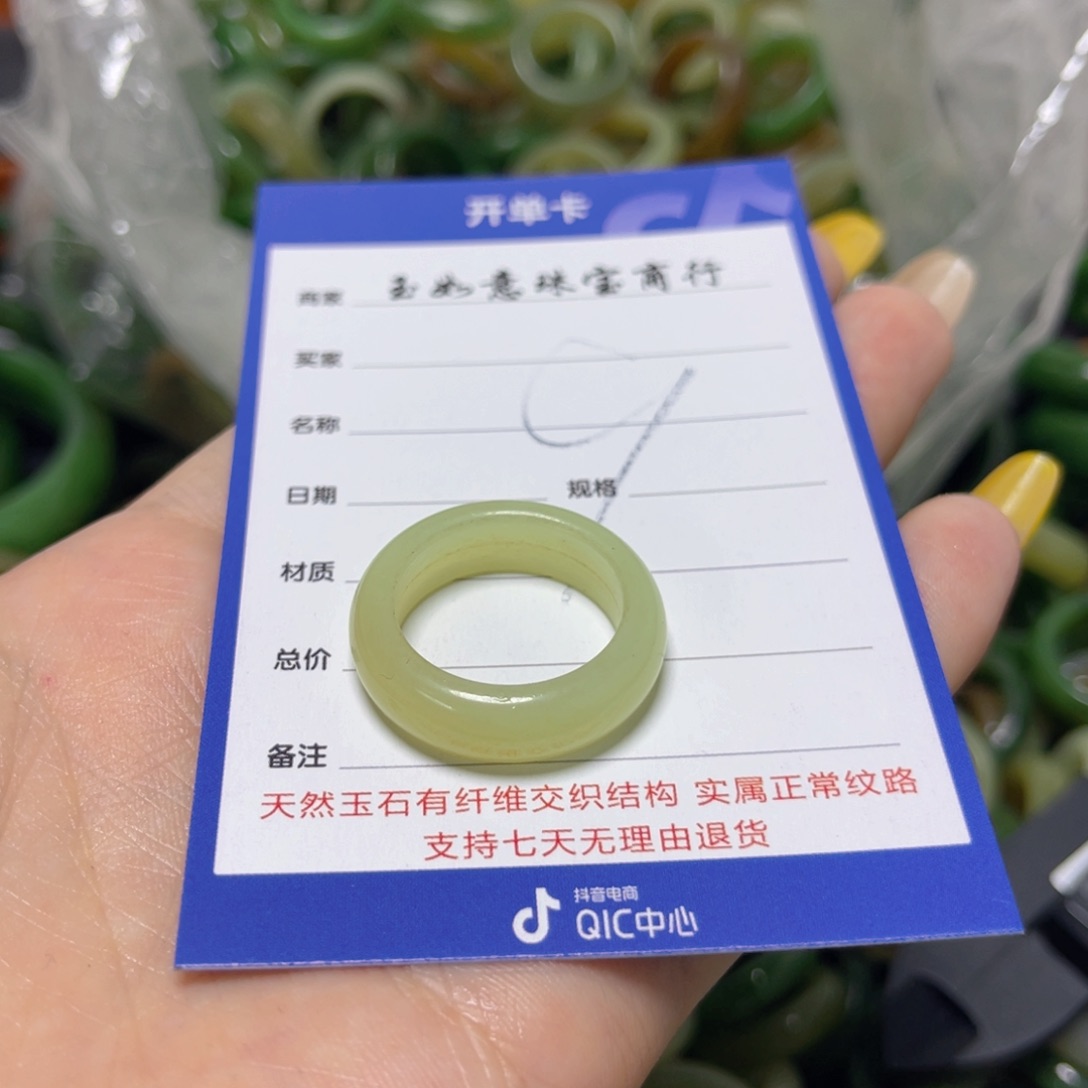 开单卡
商家 玉如意珠宝商行
买家
名称
日期 规格
9
材质
总价
备注
天然玉石有纤维交织结构 实属正常纹路
支持七天无理由退货
抖音电商
QIC中心